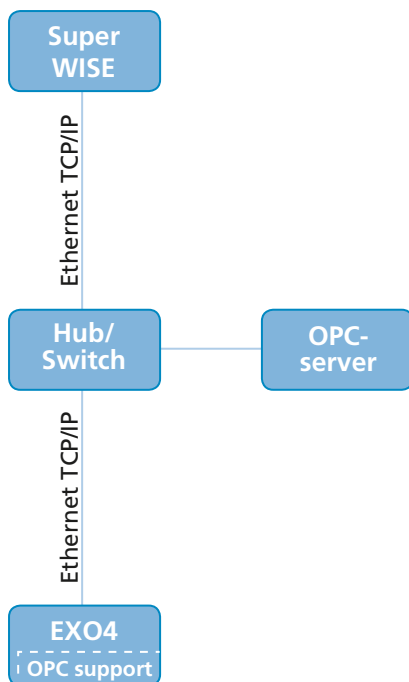 Super
WISE
Ethernet TCP/IP
Hub/
Switch
OPC-
server
Ethernet TCP/IP
EXO4
OPC support